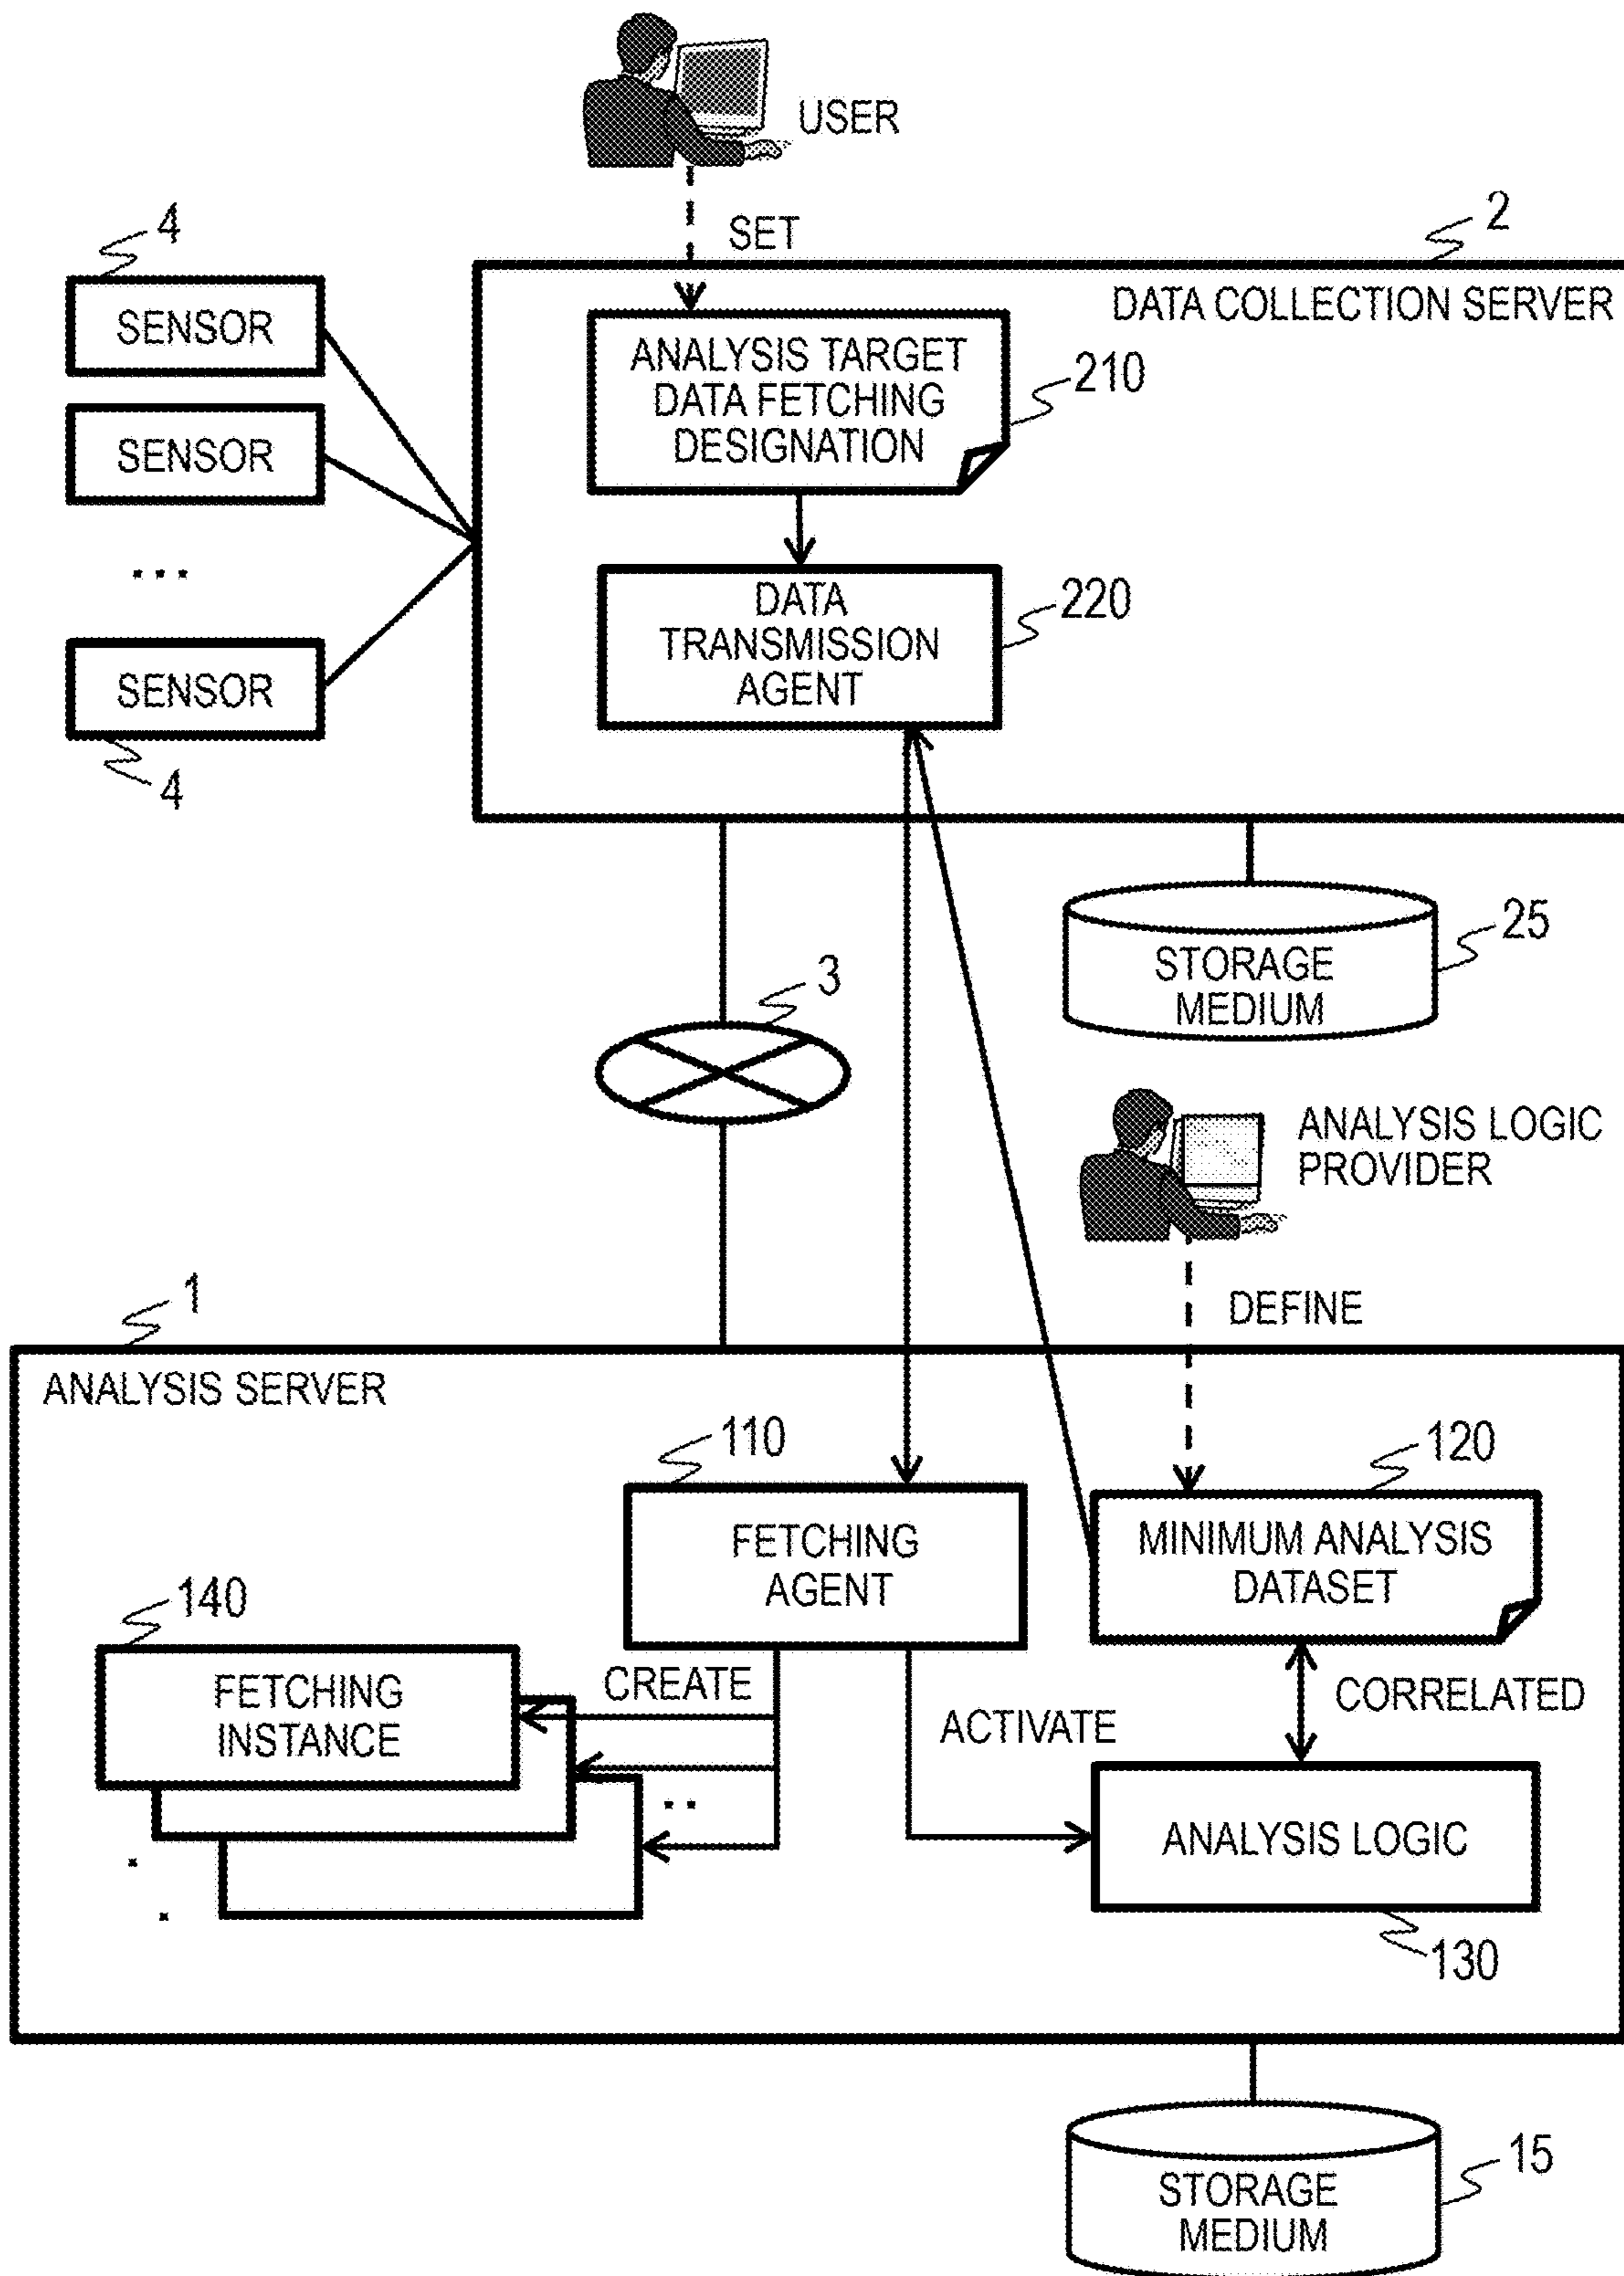 USER
SET
4
2
SENSOR
DATA COLLECTION SERVER
ANALYSIS TARGET
DATA FETCHING
DESIGNATION
210
SENSOR
...
DATA
TRANSMISSION
AGENT
220
SENSOR
4
25
STORAGE
MEDIUM
3
ANALYSIS LOGIC
PROVIDER
DEFINE
1
ANALYSIS SERVER
110
120
FETCHING
AGENT
MINIMUM ANALYSIS
DATASET
140
FETCHING
INSTANCE
CREATE
CORRELATED
ACTIVATE
ANALYSIS LOGIC
130
15
STORAGE
MEDIUM